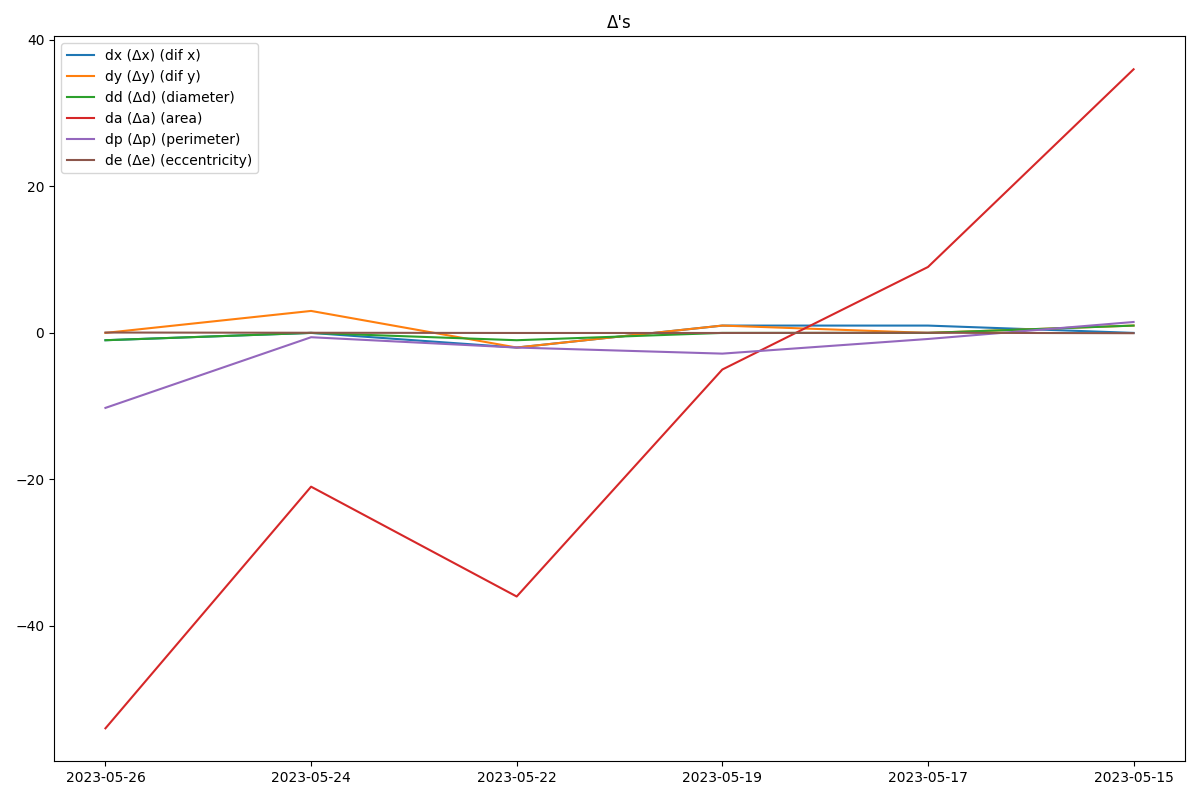 Δ's
40
20
0
−20
−40
dx (Δx) (dif x)
dy (Δy) (dif y)
dd (Δd) (diameter)
da (Δa) (area)
dp (Δp) (perimeter)
de (Δe) (eccentricity)
2023-05-26
2023-05-24
2023-05-22
2023-05-19
2023-05-17
2023-05-15